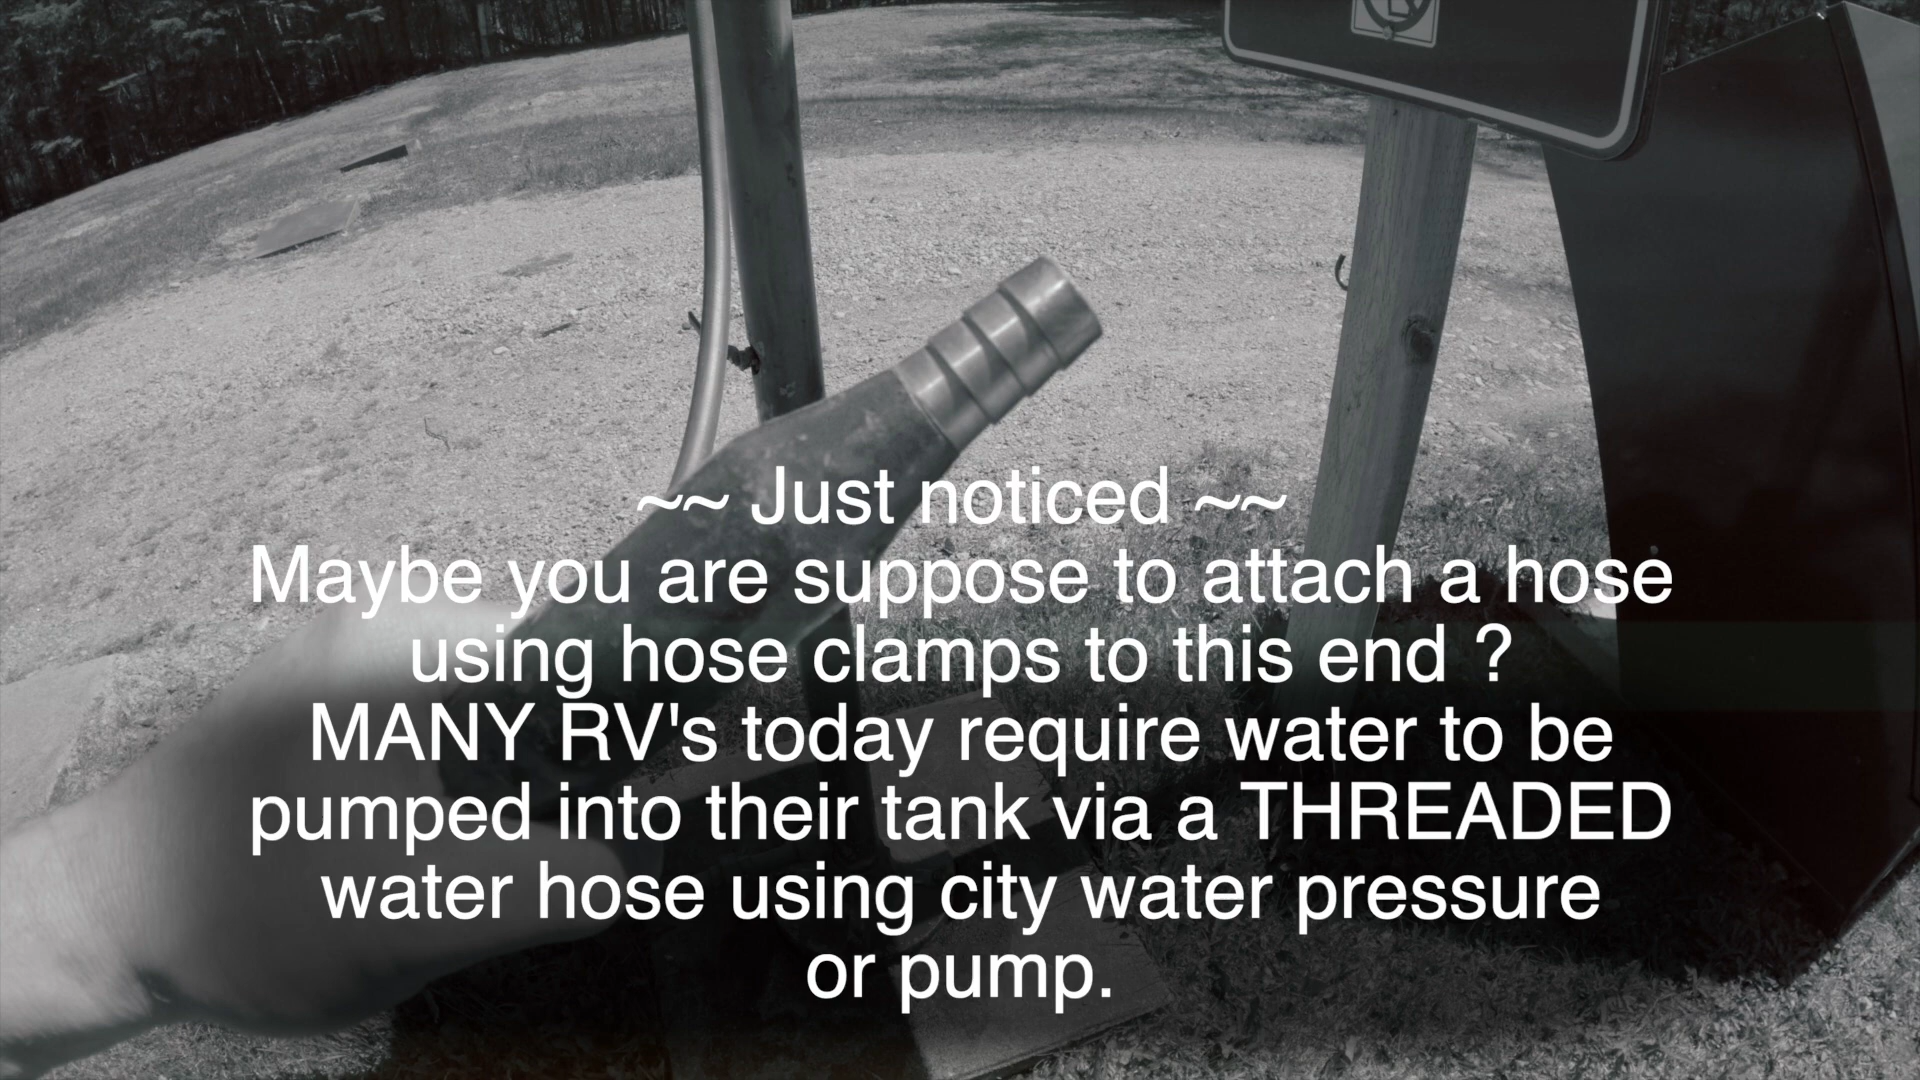 ~~ Just noticed ~~
Maybe you are suppose to attach a hose
using hose clamps to this end ?
MANY RV's today require water to be
pumped into their tank via a THREADED
water hose using city water pressure
or pump.